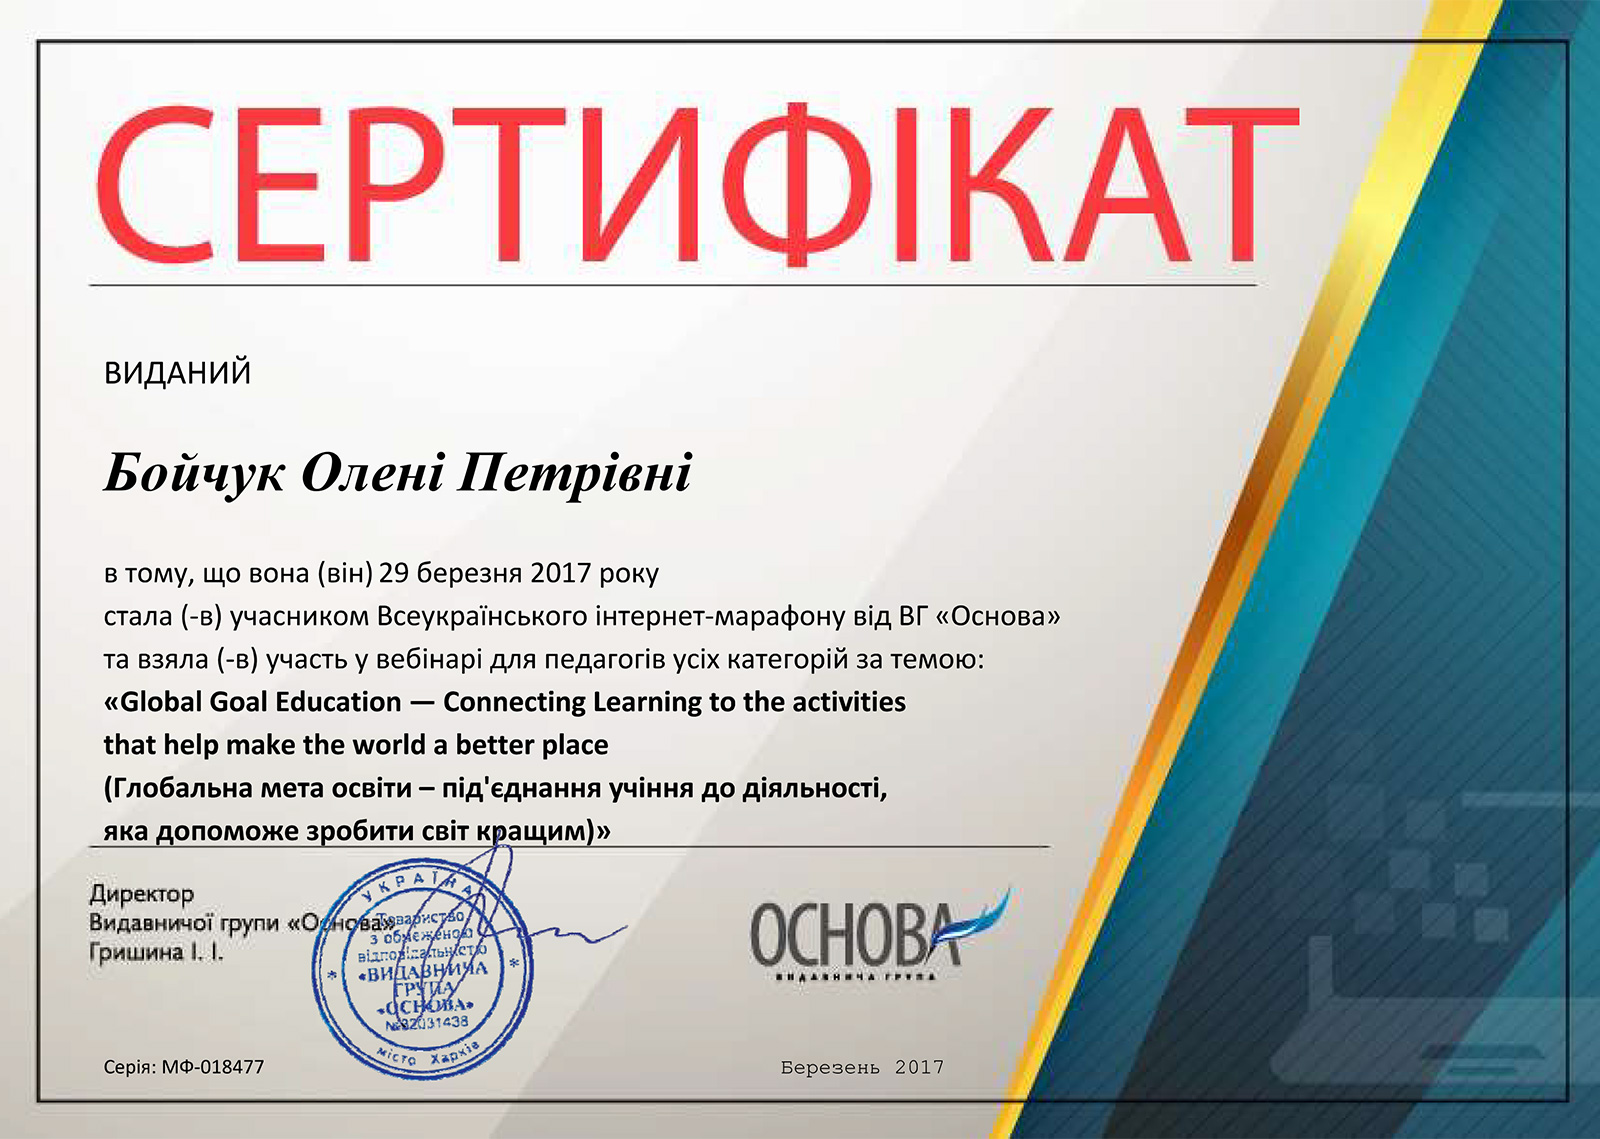 СЕРТИФІКАТ
ВИДАНИЙ
Бойчук Олені Петрівні
в тому, що вона (він) 29 березня 2017 року
стала (-в) учасником Всеукраїнського інтернет-марафону від ВГ «Основа»
та взяла (-в) участь у вебінарі для педагогів усіх категорій за темою:
«Global Goal Education — Connecting Learning to the activities
that help make the world a better place
(Глобальна мета освіти – під'єднання учіння до діяльності,
яка допоможе зробити світ кращим)»
Директор
Видавничої групи «Основа»
Гришина І. І.
УКРАЇНА
Товариство
з обмеженою
відповідальністю
«ВИДАВНИЧА
ГРУПА
«ОСНОВА»
№32031438
місто Харків
ОСНОВА
ВИДАВНИЧА ГРУПА
Серія: МФ-018477
Березень 2017